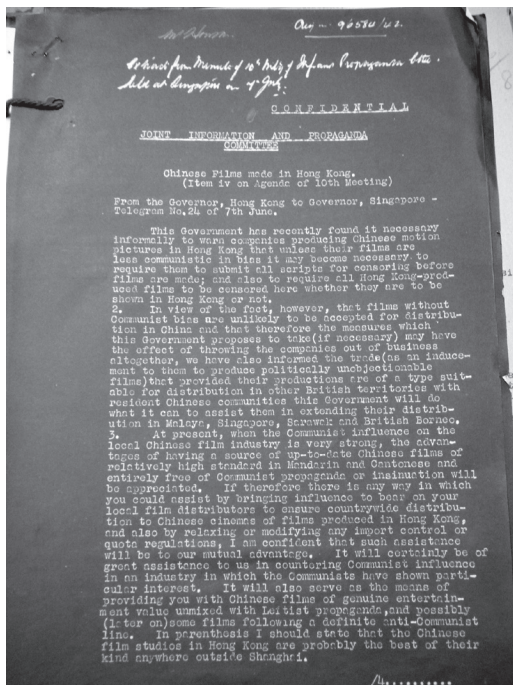 96584/42.
Extract from Minutes of 10th Mtg of Inf and Propaganda Cttee.
held at Singapore on July.
CONFIDENTIAL
JOINT INFORMATION AND PROPAGANDA
COMMITTEE
Chinese Films made in Hong Kong.
(Item iv on Agenda of 10th Meeting)
From the Governor, Hong Kong to Governor, Singapore -
Telegram No.24 of 7th June.
This Government has recently found it necessary
informally to warn companies producing Chinese motion
pictures in Hong Kong that unless their films are
less communistic in bias it may become necessary to
require them to submit all scripts for censoring before
films are made; and also to require all Hong Kong-prod-
uced films to be censored here whether they are to be
shown in Hong Kong or not.
2. In view of the fact, however, that films without
Communist bias are unlikely to be accepted for distribu-
tion in China and that therefore the measures which
this Government proposes to take(if necessary) may have
the effect of throwing the companies out of business
altogether, we have also informed the trade(as an induce-
ment to them to produce politically unobjectionable
films)that provided their productions are of a type suit-
able for distribution in other British territories with
resident Chinese communities this Government will do
what it can to assist them in extending their distrib-
ution in Malaya, Singapore, Sarawak and British Borneo.
3. At present, when the Communist influence on the
local Chinese film industry is very strong, the advan-
tages of having a source of up-to-date Chinese films of
relatively high standard in Mandarin and Cantonese and
entirely free of Communist propaganda or insinuation will
be appreciated. If therefore there is any way in which
you could assist by bringing influence to bear on your
local film distributors to ensure countrywide distribu-
tion to Chinese cinemas of films produced in Hong Kong,
and also by relaxing or modifying any import control or
quota regulations, I am confident that such assistance
will be to our mutual advantage. It will certainly be of
great assistance to us in countering Communist influence
in an industry in which the Communists have shown parti-
cular interest. It will also serve as the means of
providing you with Chinese films of genuine entertain-
ment value unmixed with Leftist propaganda,and possibly
(later on)some films following a definite anti-Communist
line. In parenthesis I should state that the Chinese
film studios in Hong Kong are probably the best of their
kind anywhere outside Shanghai.
/4..........